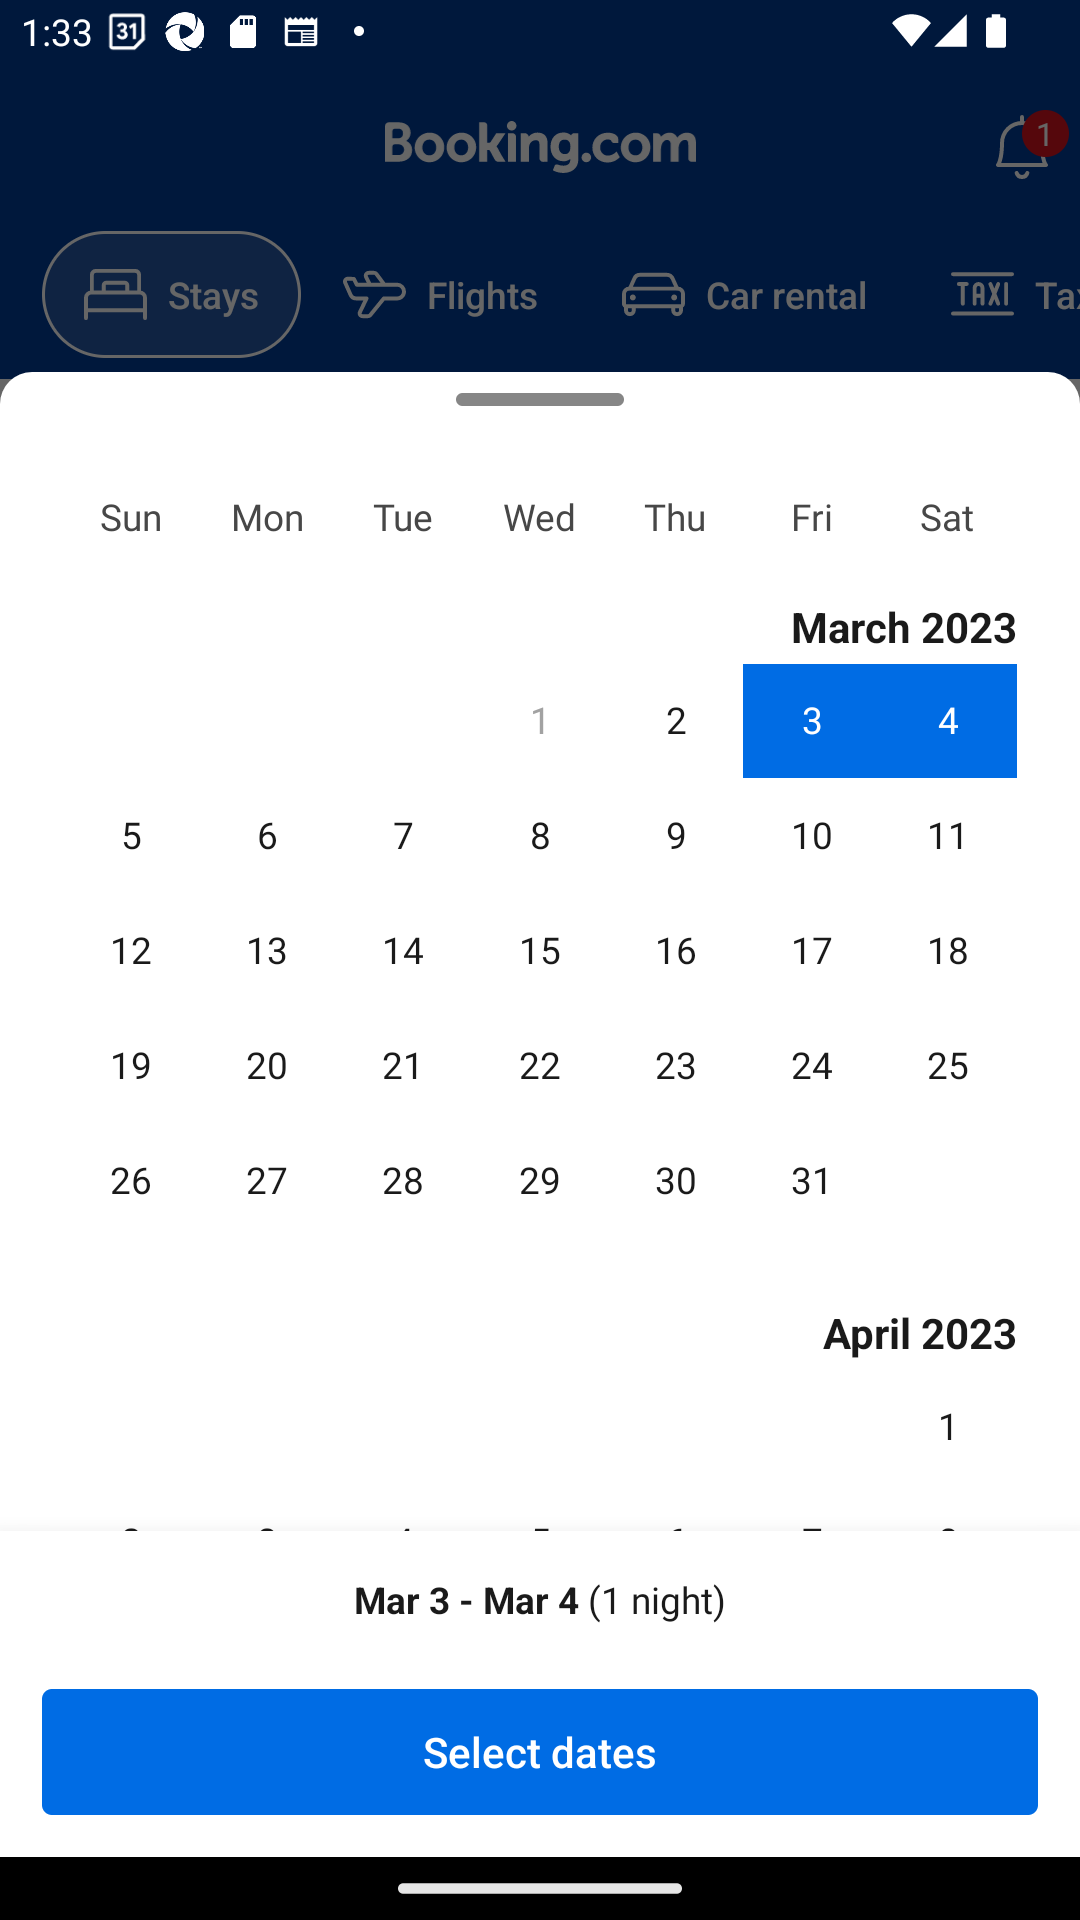 1:33 31
Booking.com
1
Stays Flights Car rental TAXI Tax
Sun Mon Tue Wed Thu Fri Sat
March 2023
1 2 3 4
5 6 7 8 9 10 11
12 13 14 15 16 17 18
19 20 21 22 23 24 25
26 27 28 29 30 31
April 2023
1
Mar 3 - Mar 4 (1 night)
Select dates